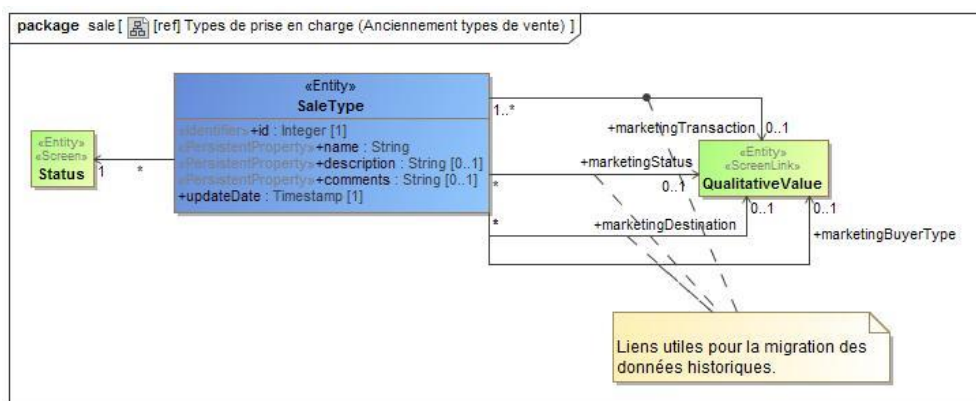 package sale [ [ref] Types de prise en charge (Anciennement types de vente) ]
«Entity»
SaleType
«Identifier»+id : Integer [1]
«PersistentProperty»+name : String
«PersistentProperty»+description : String [0..1]
«PersistentProperty»+comments : String [0..1]
+updateDate : Timestamp [1]
«Entity»
«Screen»
Status
1
*
1..*
+marketingTransaction
0..1
+marketingStatus
*
0..1
«Entity»
«ScreenLink»
QualitativeValue
*
+marketingDestination
0..1
0..1
+marketingBuyerType
Liens utiles pour la migration des
données historiques.